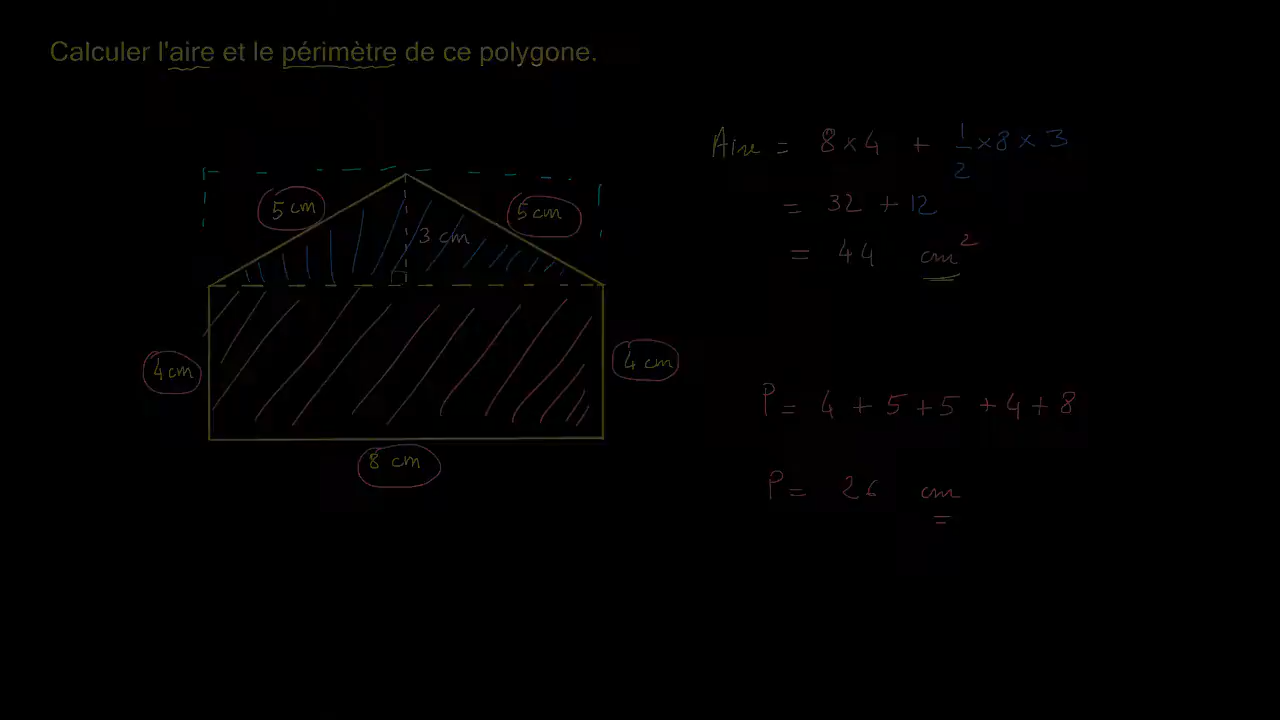 Calculer l'aire et le périmètre de ce polygone.
Aire = 8 × 4 + 1/2 × 8 × 3
= 32 + 12
= 44 cm²
5 cm
5 cm
3 cm
4 cm
4 cm
8 cm
P = 4 + 5 + 5 + 4 + 8
P = 26 cm